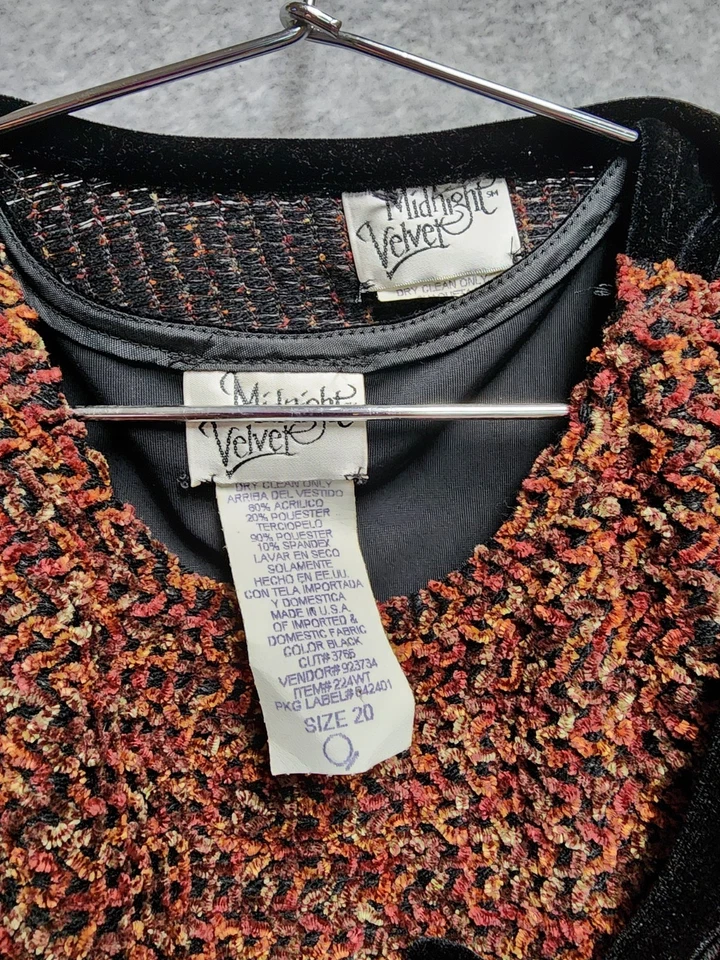 Midnight SM
Velvet
DRY CLEAN ONLY
Midnight
Velvet
DRY CLEAN ONLY
ARRIBA DEL VESTIDO
80% ACRILICO
20% POLIESTER
TERCIOPELO
90% POLIESTER
10% SPANDEX
LAVAR EN SECO
SOLAMENTE
HECHO EN EE.UU.
CON TELA IMPORTADA
Y DOMESTICA
MADE IN U.S.A.
OF IMPORTED &
DOMESTIC FABRIC
COLOR BLACK
CUT# 3766
VENDOR# 923734
ITEM# 224WT
PKG LABEL# 642401
SIZE 20